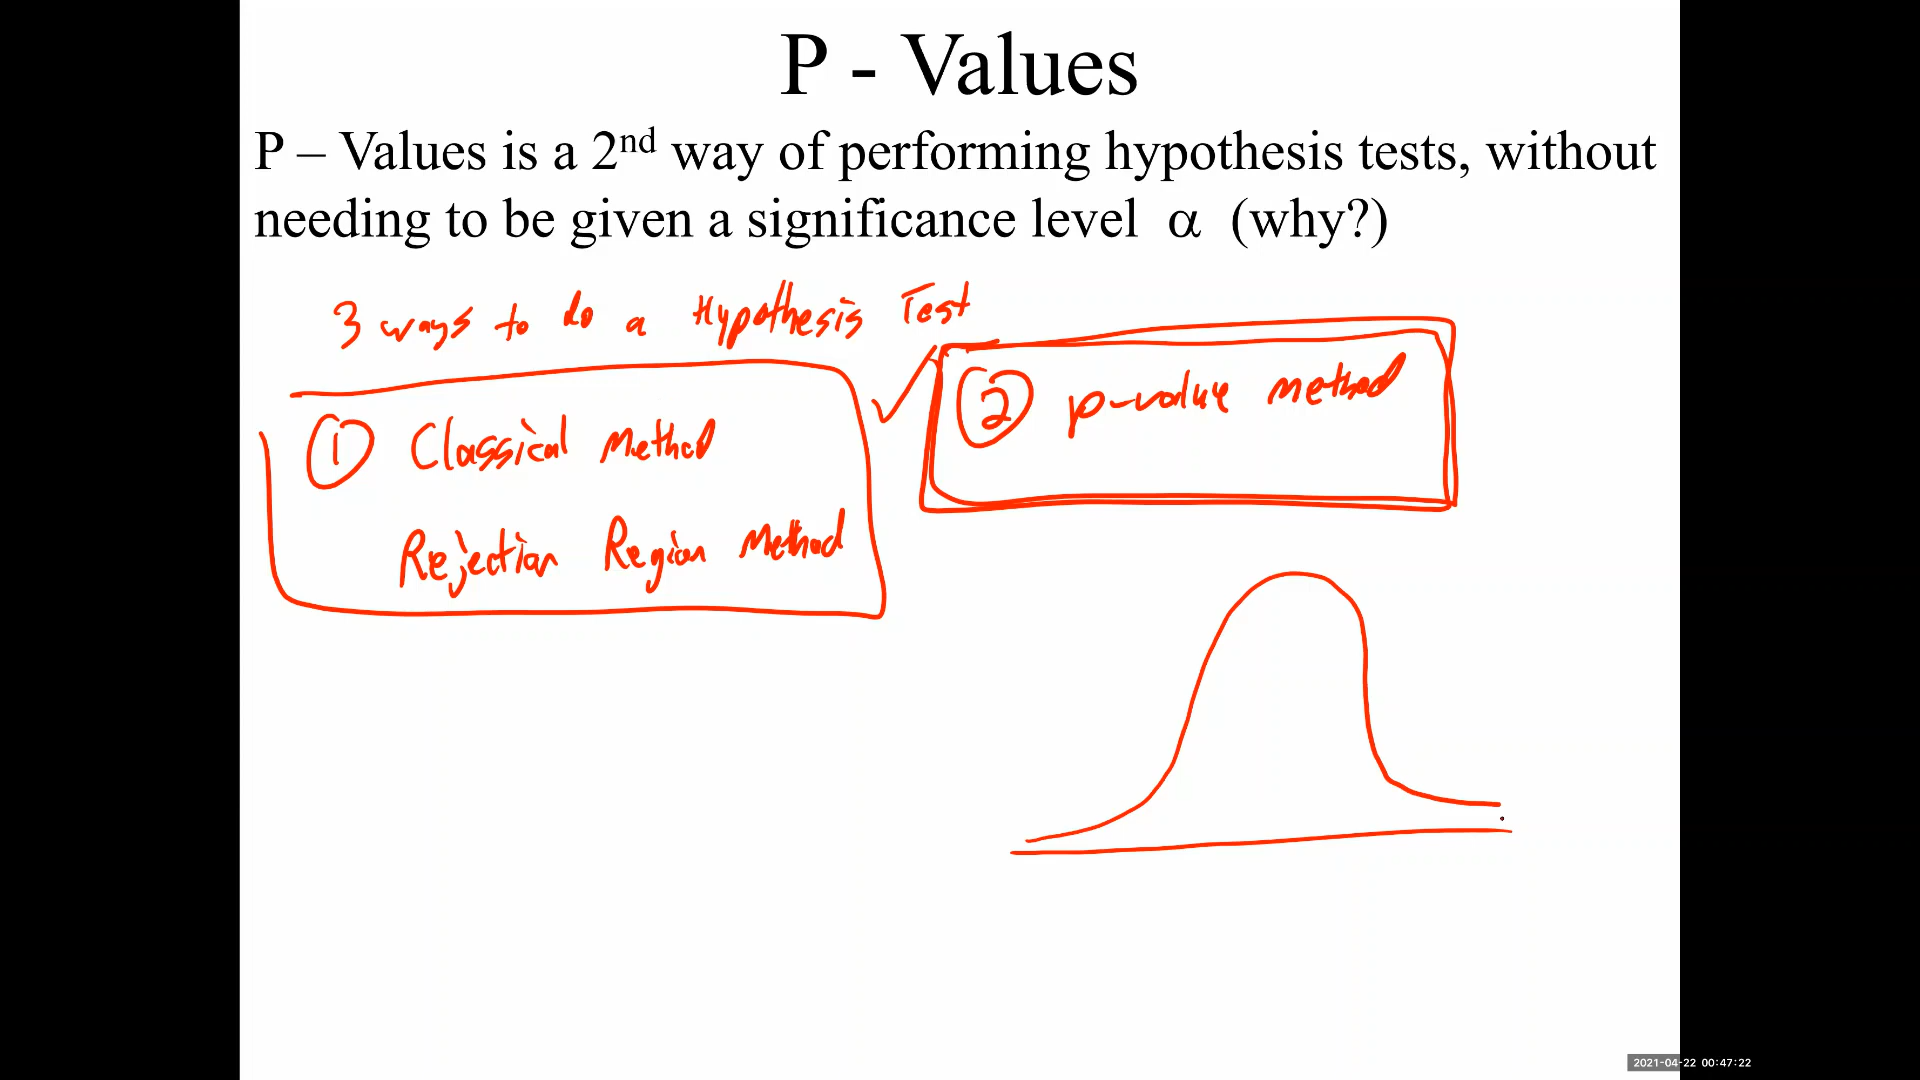 P - Values
P – Values is a 2nd way of performing hypothesis tests, without
needing to be given a significance level α (why?)
3 ways to do a Hypothesis Test
① Classical Method
Rejection Region Method
② p-value method
2021-04-22 00:47:22